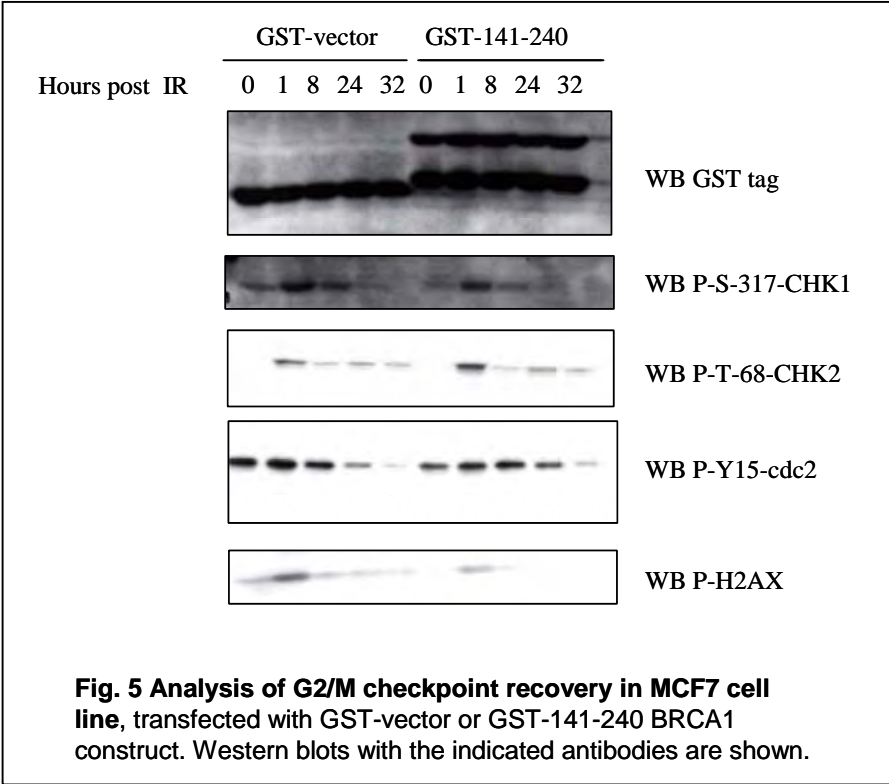 GST-vector GST-141-240
Hours post IR 0 1 8 24 32 0 1 8 24 32
WB GST tag
WB P-S-317-CHK1
WB P-T-68-CHK2
WB P-Y15-cdc2
WB P-H2AX
Fig. 5 Analysis of G2/M checkpoint recovery in MCF7 cell
line, transfected with GST-vector or GST-141-240 BRCA1
construct. Western blots with the indicated antibodies are shown.